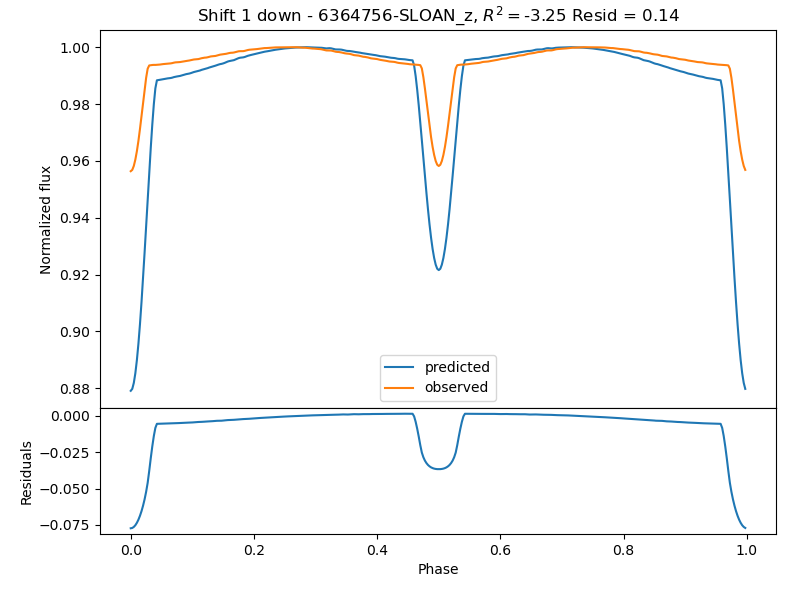 Shift 1 down - 6364756-SLOAN_z, R² = -3.25 Resid = 0.14
1.00
0.98
0.96
0.94
0.92
0.90
0.88
Normalized flux
predicted
observed
0.000
−0.025
−0.050
−0.075
Residuals
0.0 0.2 0.4 0.6 0.8 1.0
Phase